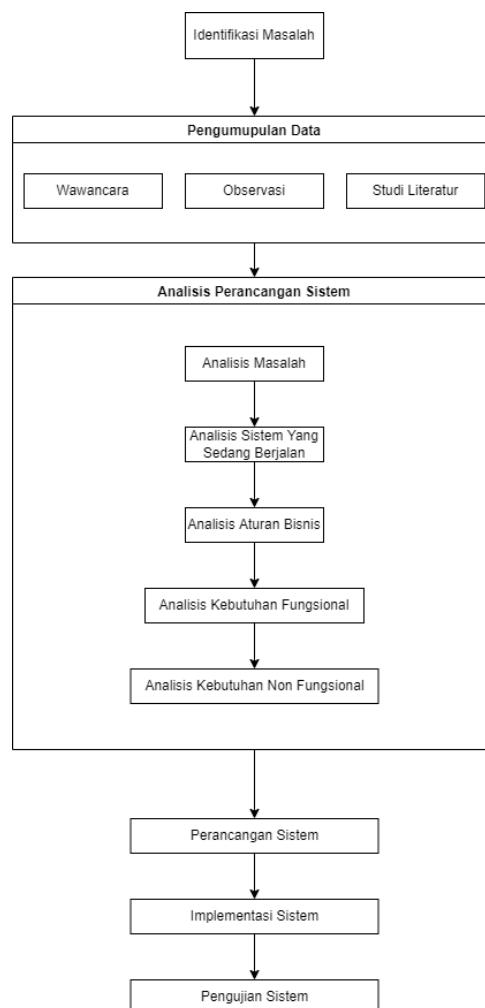 Identifikasi Masalah
Pengumupulan Data
Wawancara
Observasi
Studi Literatur
Analisis Perancangan Sistem
Analisis Masalah
Analisis Sistem Yang
Sedang Berjalan
Analisis Aturan Bisnis
Analisis Kebutuhan Fungsional
Analisis Kebutuhan Non Fungsional
Perancangan Sistem
Implementasi Sistem
Pengujian Sistem